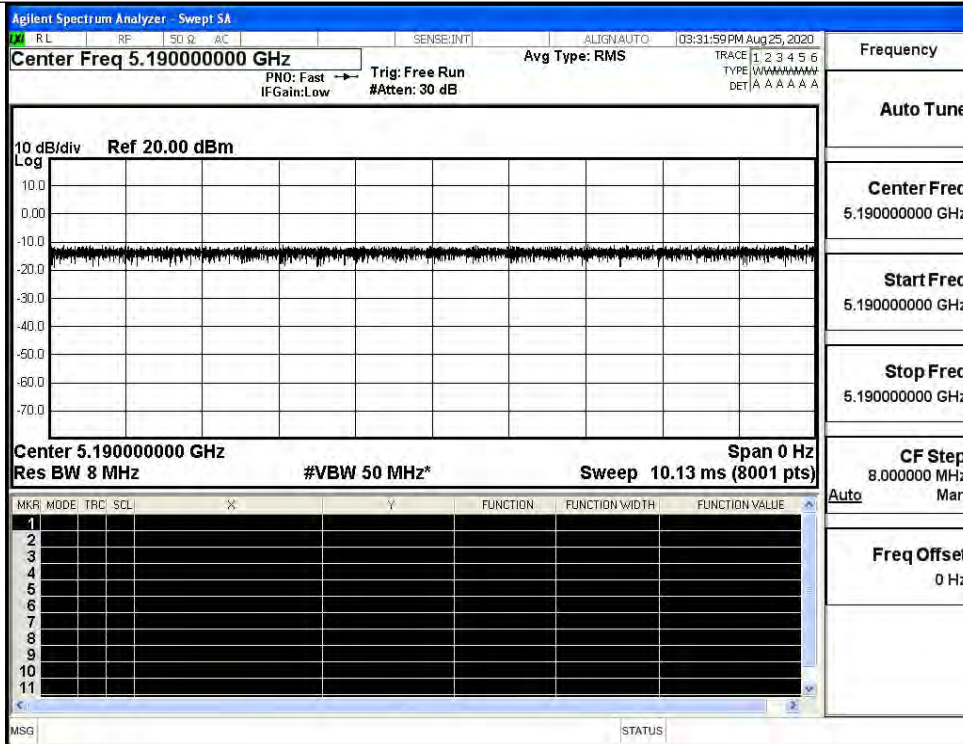 Agilent Spectrum Analyzer - Swept SA
LXI RL RF 50 Ω AC SENSE:INT ALIGNAUTO 03:31:59 PM Aug 25, 2020
Center Freq 5.190000000 GHz
Avg Type: RMS
TRACE 1 2 3 4 5 6
PNO: Fast
Trig: Free Run
TYPE WWWWWW
IFGain:Low
#Atten: 30 dB
DET A A A A A A
10 dB/div Ref 20.00 dBm
Log
10.0
0.00
-10.0
-20.0
-30.0
-40.0
-50.0
-60.0
-70.0
Center 5.190000000 GHz Span 0 Hz
Res BW 8 MHz #VBW 50 MHz* Sweep 10.13 ms (8001 pts)
MKR MODE TRC SCL X Y FUNCTION FUNCTION WIDTH FUNCTION VALUE
1
2
3
4
5
6
7
8
9
10
11
MSG STATUS
Frequency
Auto Tune
Center Freq
5.190000000 GHz
Start Freq
5.190000000 GHz
Stop Freq
5.190000000 GHz
CF Step
8.000000 MHz
Auto Man
Freq Offset
0 Hz